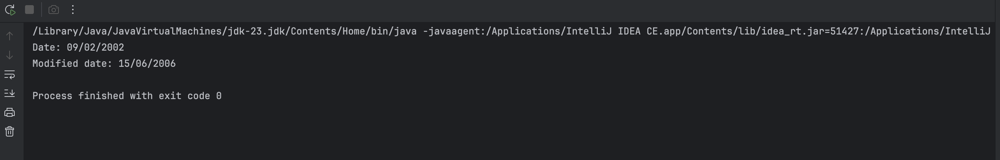 /Library/Java/JavaVirtualMachines/jdk-23.jdk/Contents/Home/bin/java -javaagent:/Applications/IntelliJ IDEA CE.app/Contents/lib/idea_rt.jar=51427:/Applications/IntelliJ
Date: 09/02/2002
Modified date: 15/06/2006
Process finished with exit code 0